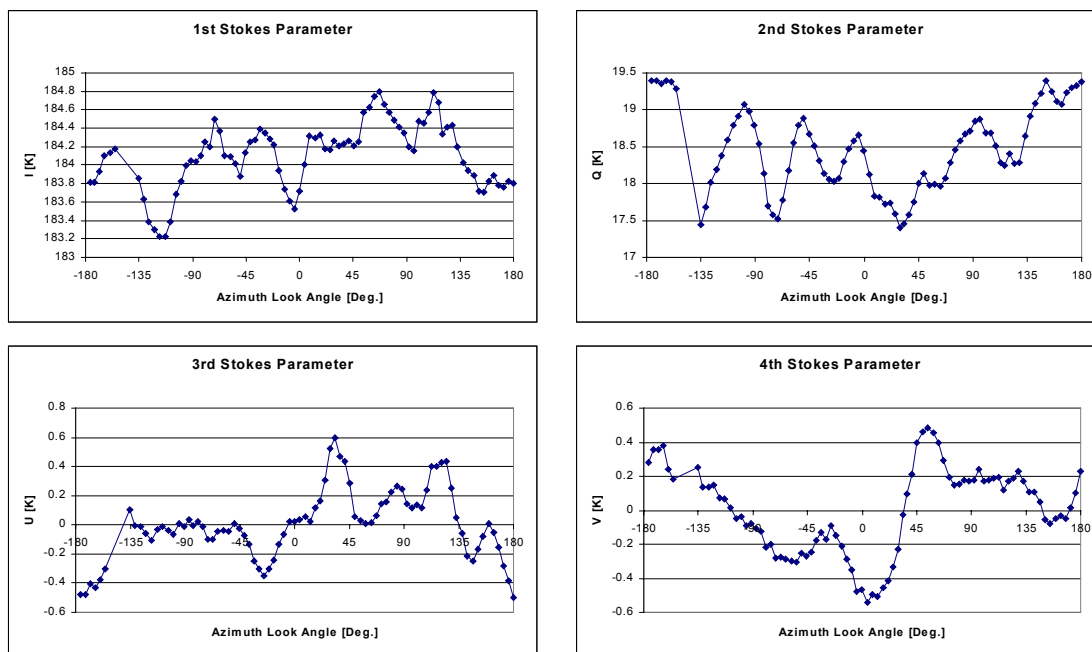 1st Stokes Parameter
I [K]
185
184.8
184.6
184.4
184.2
184
183.8
183.6
183.4
183.2
183
-180 -135 -90 -45 0 45 90 135 180
Azimuth Look Angle [Deg.]
2nd Stokes Parameter
Q [K]
19.5
19
18.5
18
17.5
17
-180 -135 -90 -45 0 45 90 135 180
Azimuth Look Angle [Deg.]
3rd Stokes Parameter
U [K]
0.8
0.6
0.4
0.2
0
-0.2
-0.4
-0.6
-180 -135 -90 -45 0 45 90 135 180
Azimuth Look Angle [Deg.]
4th Stokes Parameter
V [K]
0.6
0.4
0.2
0
-0.2
-0.4
-0.6
-180 -135 -90 -45 0 45 90 135 180
Azimuth Look Angle [Deg.]